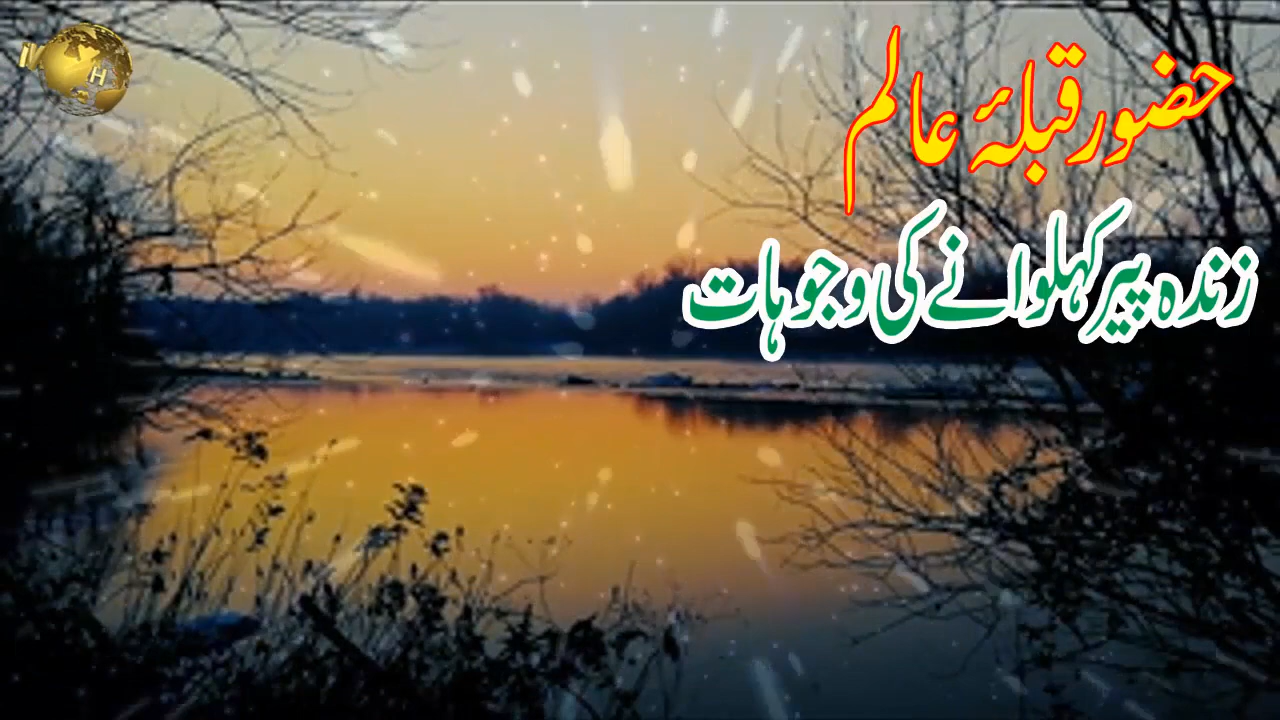 حضور قبلۂ عالم
زندہ پیر کہلوانے کی وجوہات
H